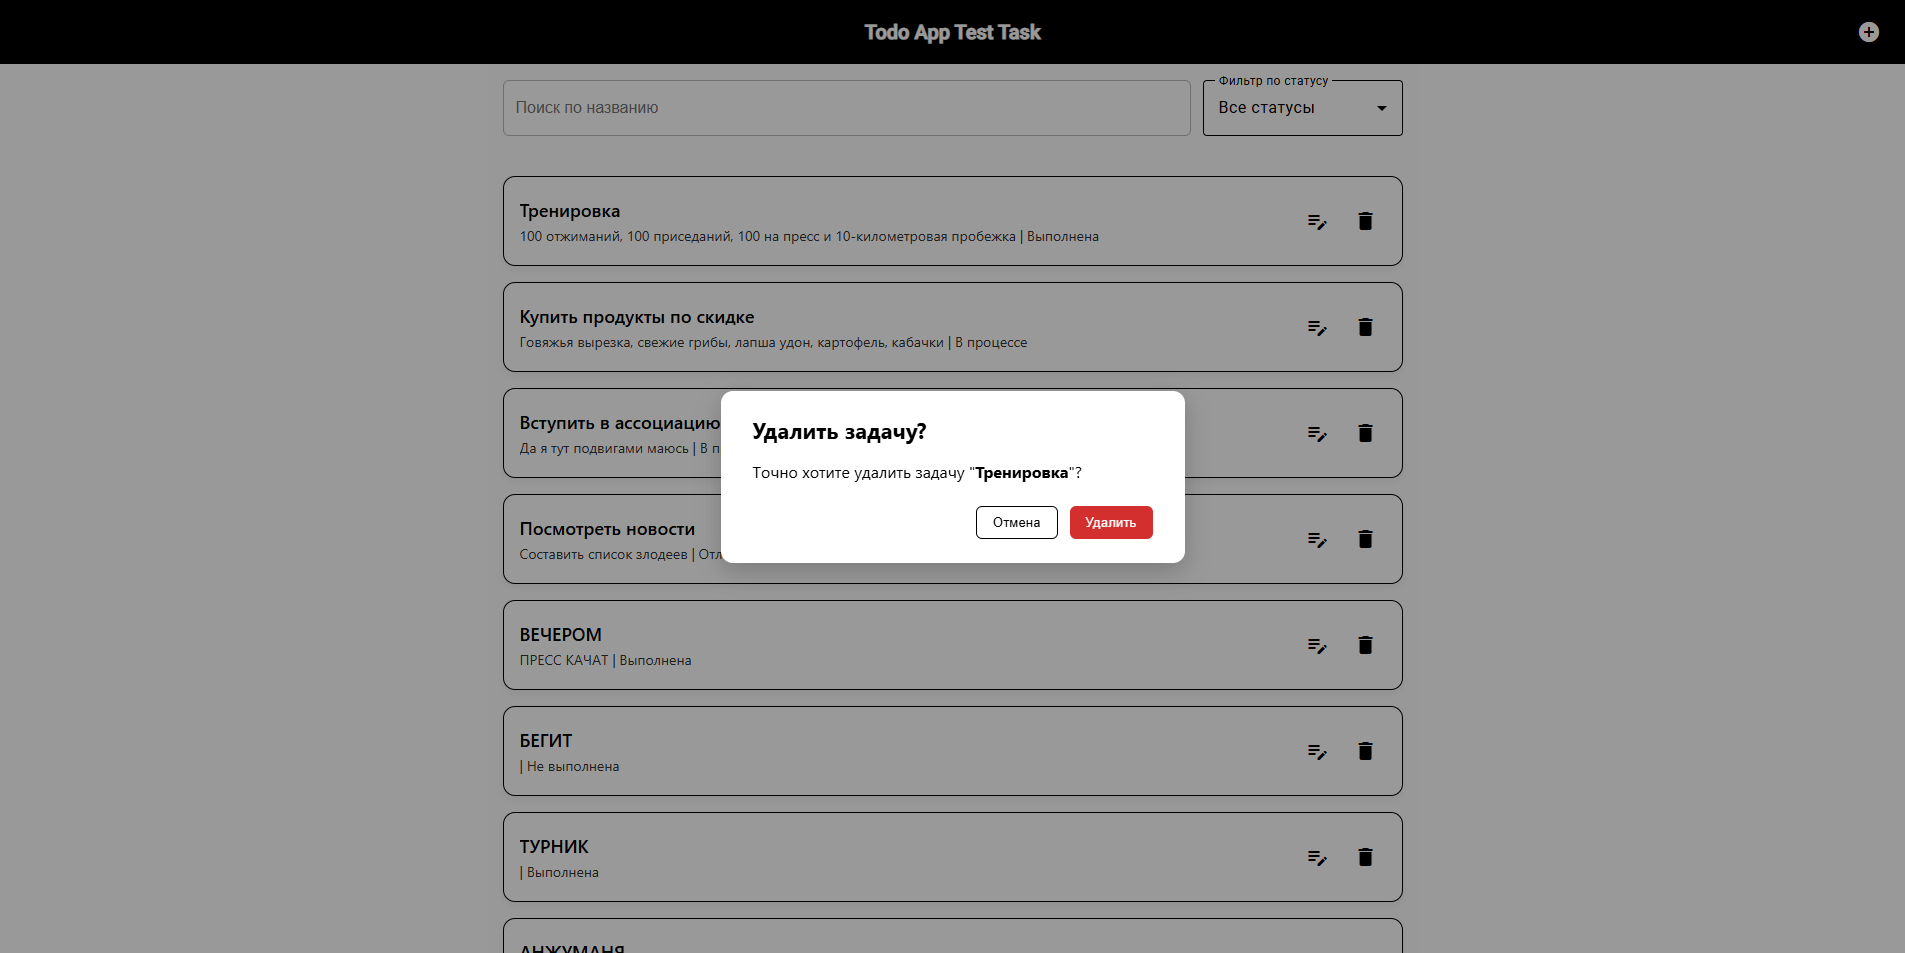 Todo App Test Task
Фильтр по статусу
Поиск по названию
Все статусы
Тренировка
100 отжиманий, 100 приседаний, 100 на пресс и 10-километровая пробежка | Выполнена
Купить продукты по скидке
Говяжья вырезка, свежие грибы, лапша удон, картофель, кабачки | В процессе
Вступить в ассоциацию
Да я тут подвигами маюсь | В п
Удалить задачу?
Точно хотите удалить задачу "Тренировка"?
Отмена
Удалить
Посмотреть новости
Составить список злодеев | Отл
ВЕЧЕРОМ
ПРЕСС КАЧАТ | Выполнена
БЕГИТ
| Не выполнена
ТУРНИК
| Выполнена
АНЖУМАНЯ